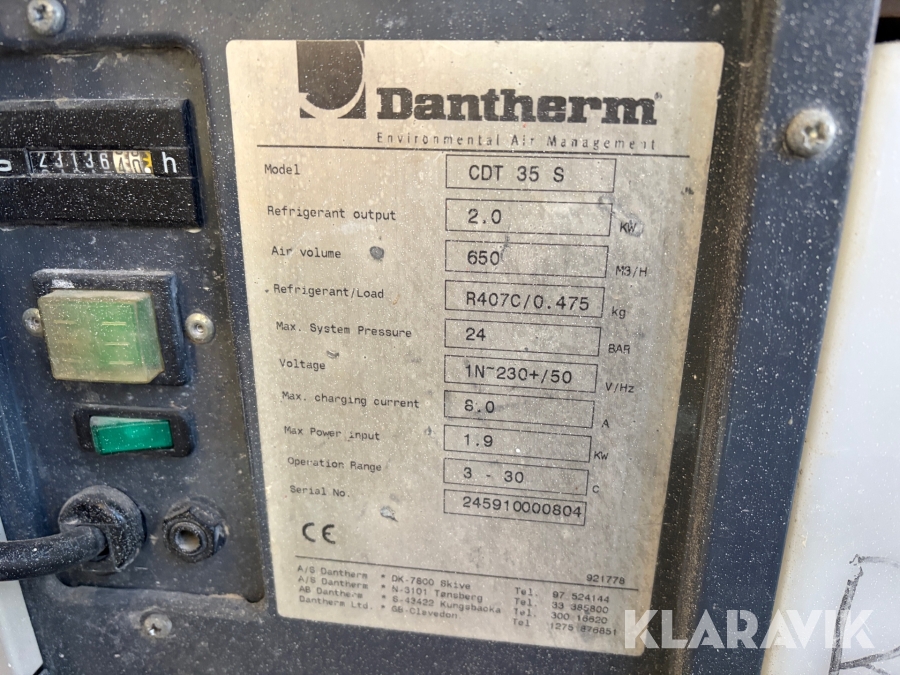 Dantherm®
Environmental Air Management
h
Model CDT 35 S
Refrigerant output 2.0 KW
Air volume 650 M3/H
Refrigerant/Load R407C/0.475 kg
Max. System Pressure 24 BAR
Voltage 1N~230+/50 V/Hz
Max. charging current 8.0 A
Max Power input 1.9 KW
Operation Range 3 - 30 C
Serial No. 245910000804
CE
921778
A/S Dantherm * DK-7800 Skive Tel. 97 524144
A/S Dantherm * N-3101 Tønsberg Tel. 33 385800
AB Dantherm * S-43422 Kungsbacka Tel. 300 16620
Dantherm Ltd. * GB-Clevedon Tel 1275 876851
KLARAVIK